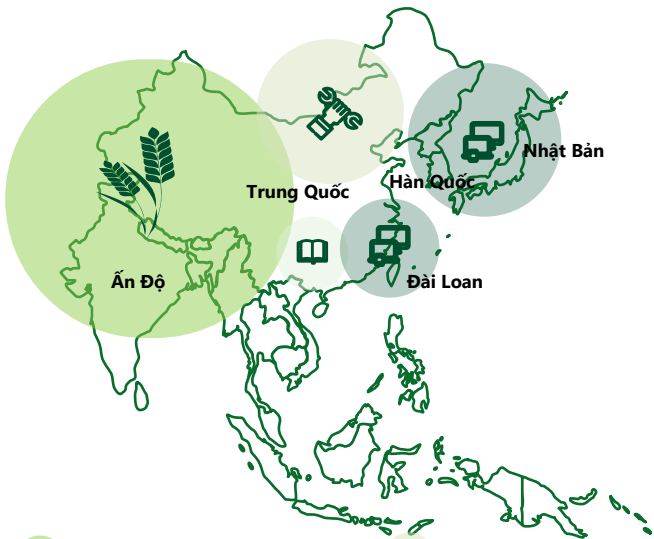 Nhật Bản
Trung Quốc
Hàn Quốc
Ấn Độ
Đài Loan